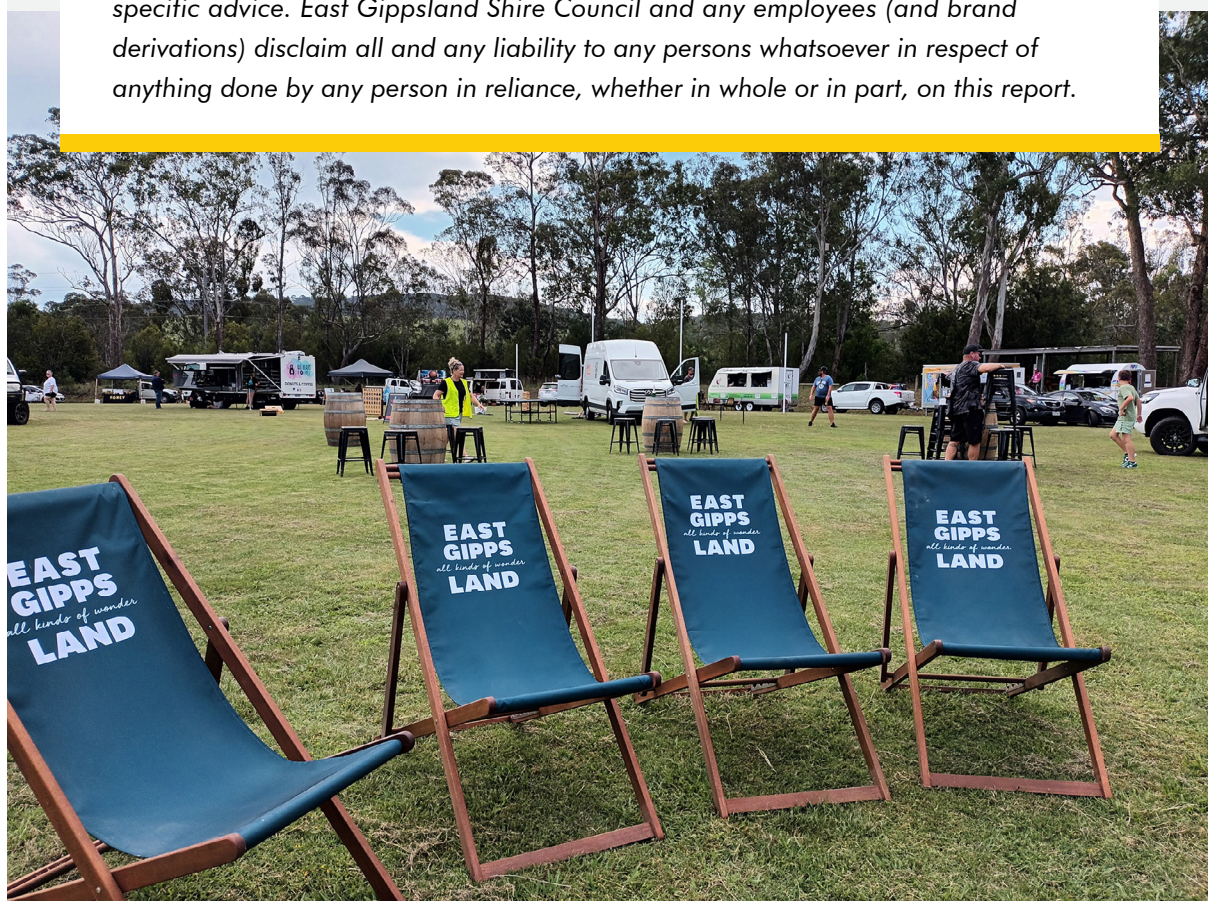 specific advice. East Gippsland Shire Council and any employees (and brand
derivations) disclaim all and any liability to any persons whatsoever in respect of
anything done by any person in reliance, whether in whole or in part, on this report.
EAST
GIPPS
all kinds of wonder
LAND
EAST
GIPPS
all kinds of wonder
LAND
EAST
GIPPS
all kinds of wonder
LAND
EAST
GIPPS
all kinds of wonder
LAND